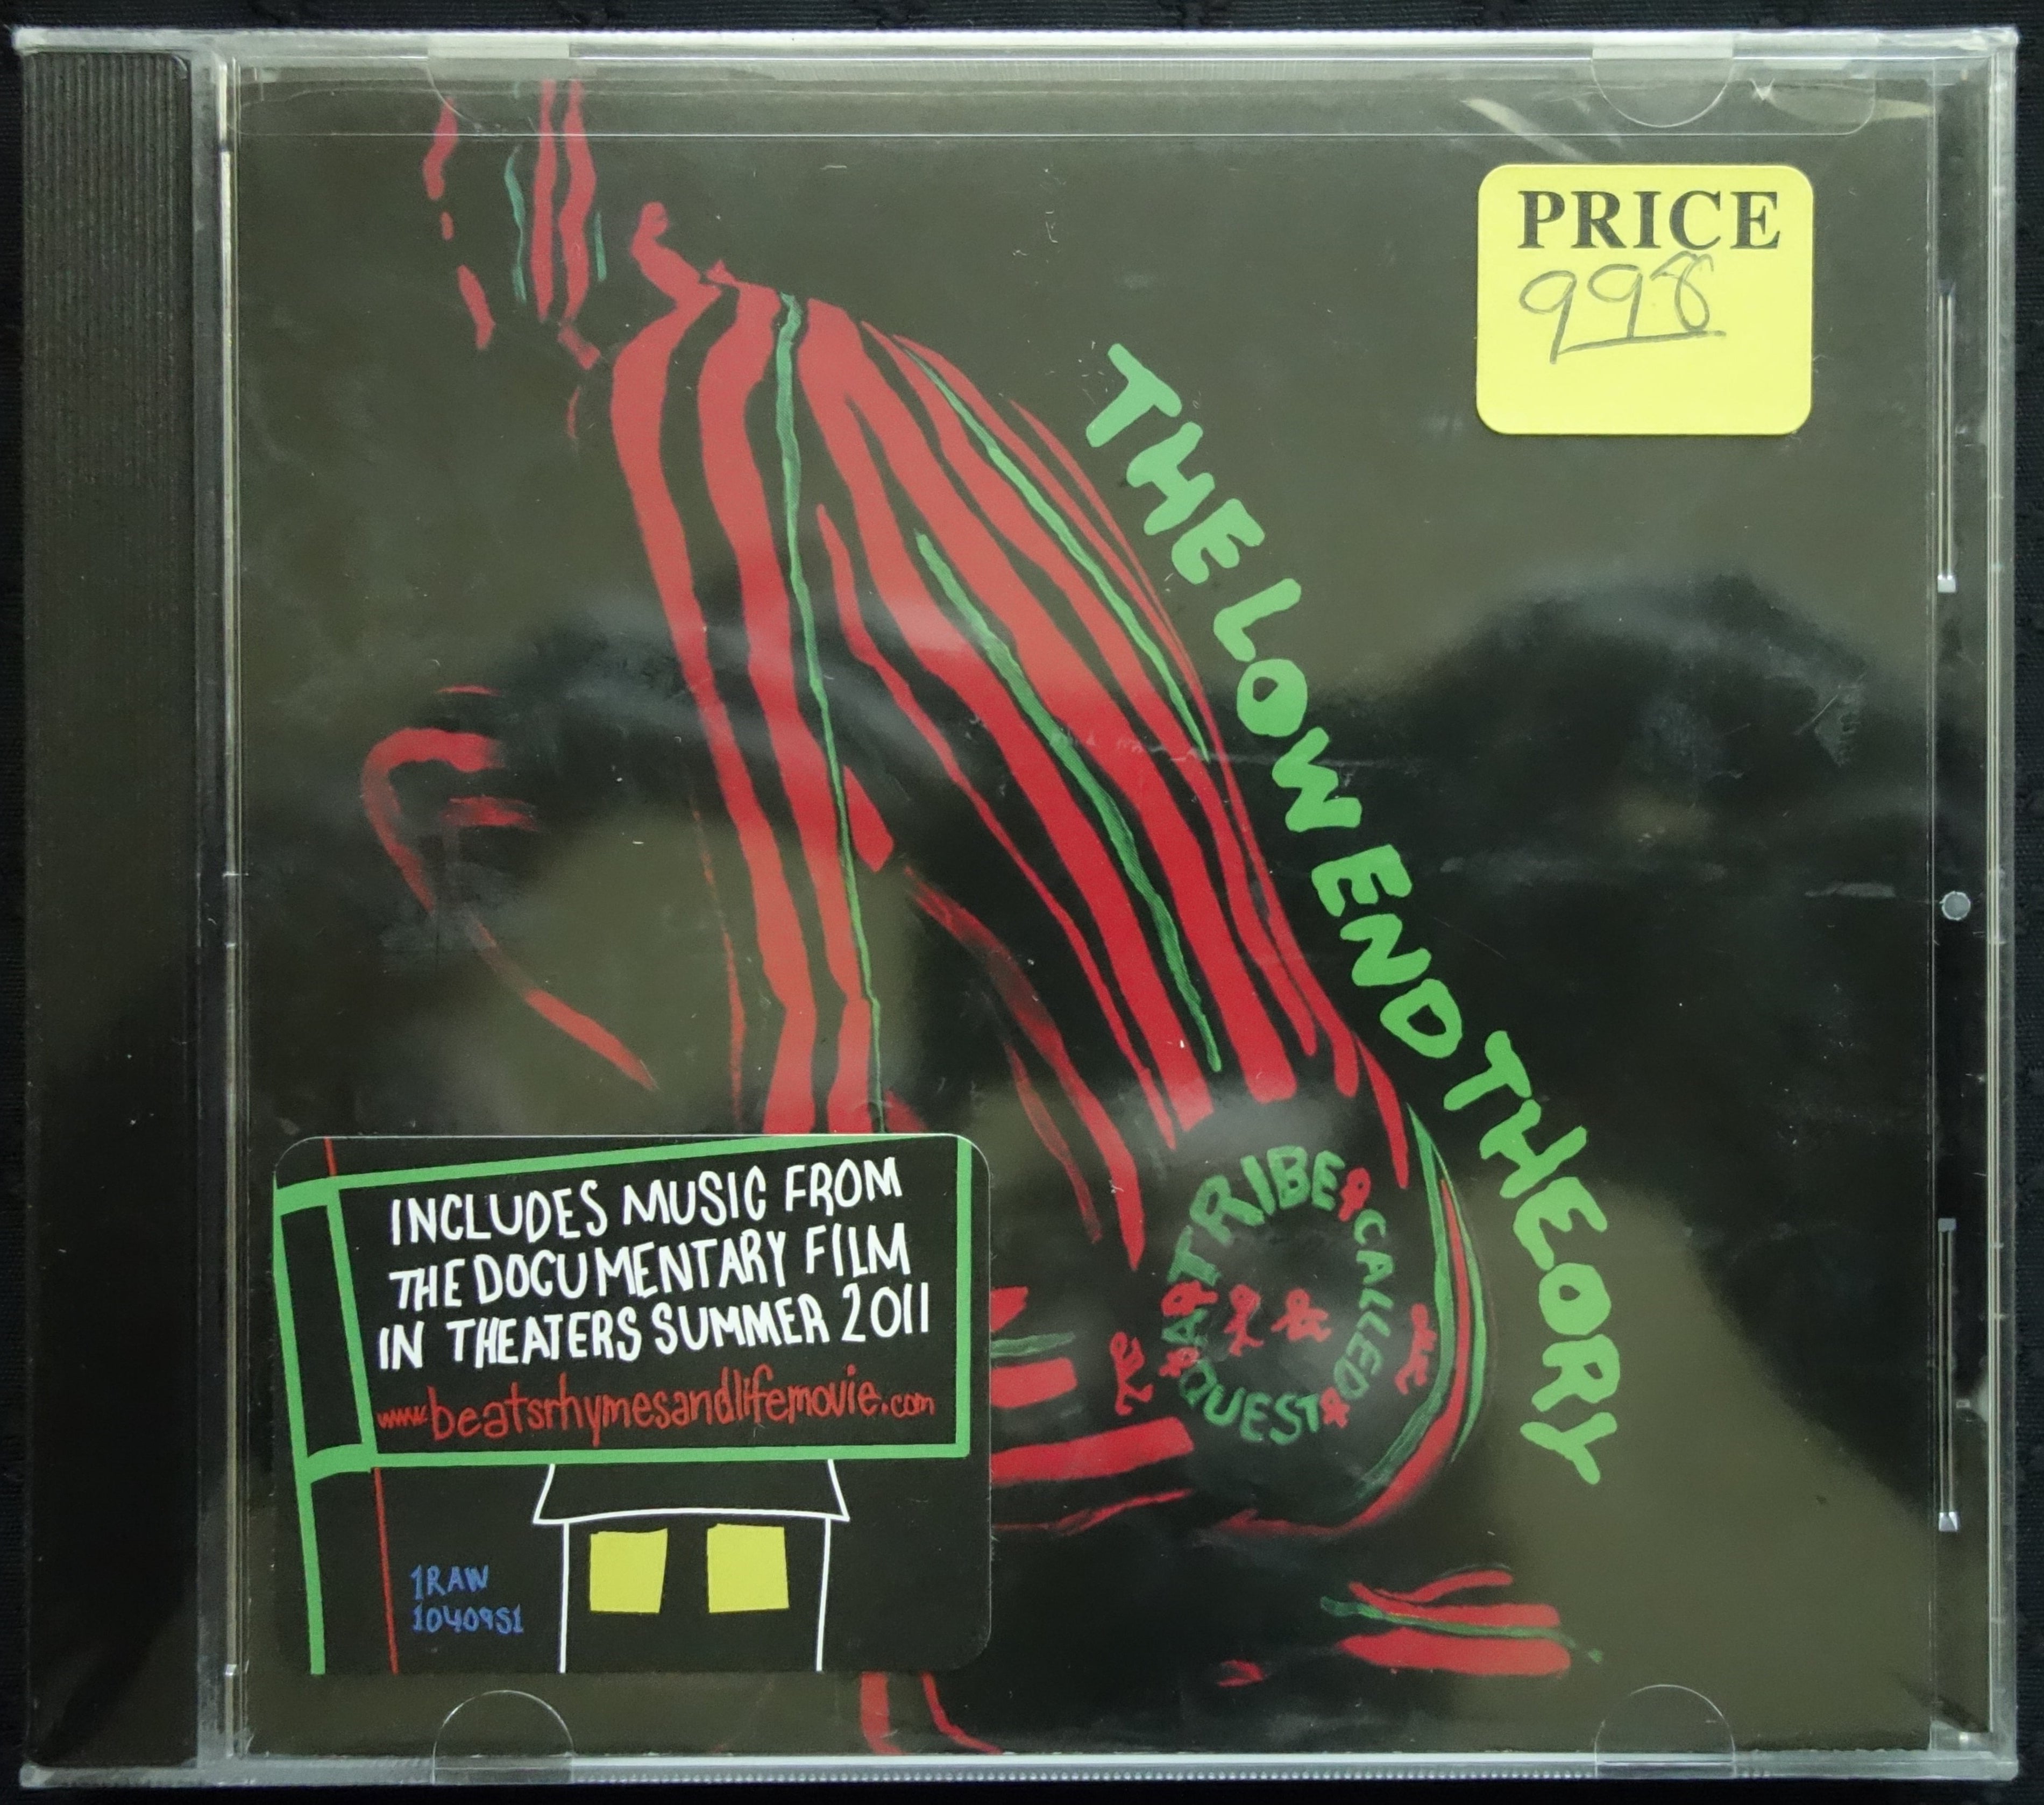 PRICE
998
THE LOW END THEORY
A TRIBE CALLED QUEST
INCLUDES MUSIC FROM
THE DOCUMENTARY FILM
IN THEATERS SUMMER 2011
www.beatsrhymesandlifemovie.com
1RAW
10409S1